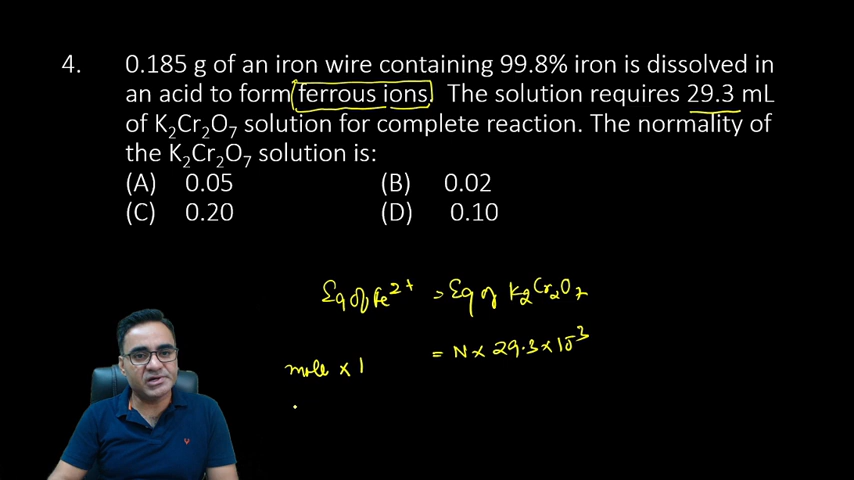 4. 0.185 g of an iron wire containing 99.8% iron is dissolved in
an acid to form ferrous ions. The solution requires 29.3 mL
of K₂Cr₂O₇ solution for complete reaction. The normality of
the K₂Cr₂O₇ solution is:
(A) 0.05 (B) 0.02
(C) 0.20 (D) 0.10
Eq of Fe²⁺ = Eq of K₂Cr₂O₇
mole × 1 = N × 29.3 × 10⁻³